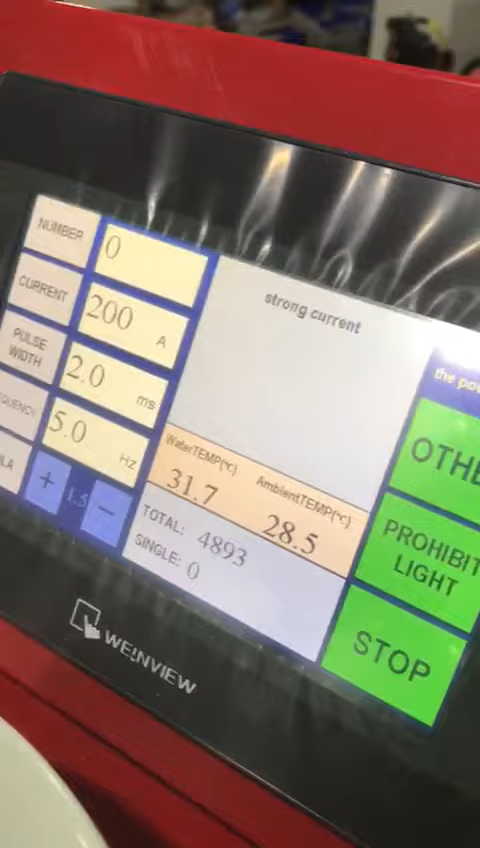 NUMBER
0
CURRENT
200 A
PULSE
WIDTH
2.0 ms
5.0 Hz
+ 1.5 −
strong current
WaterTEMP(℃)
31.7
AmbientTEMP(℃)
28.5
TOTAL: 4893
SINGLE: 0
PROHIBIT
LIGHT
STOP
WEINVIEW